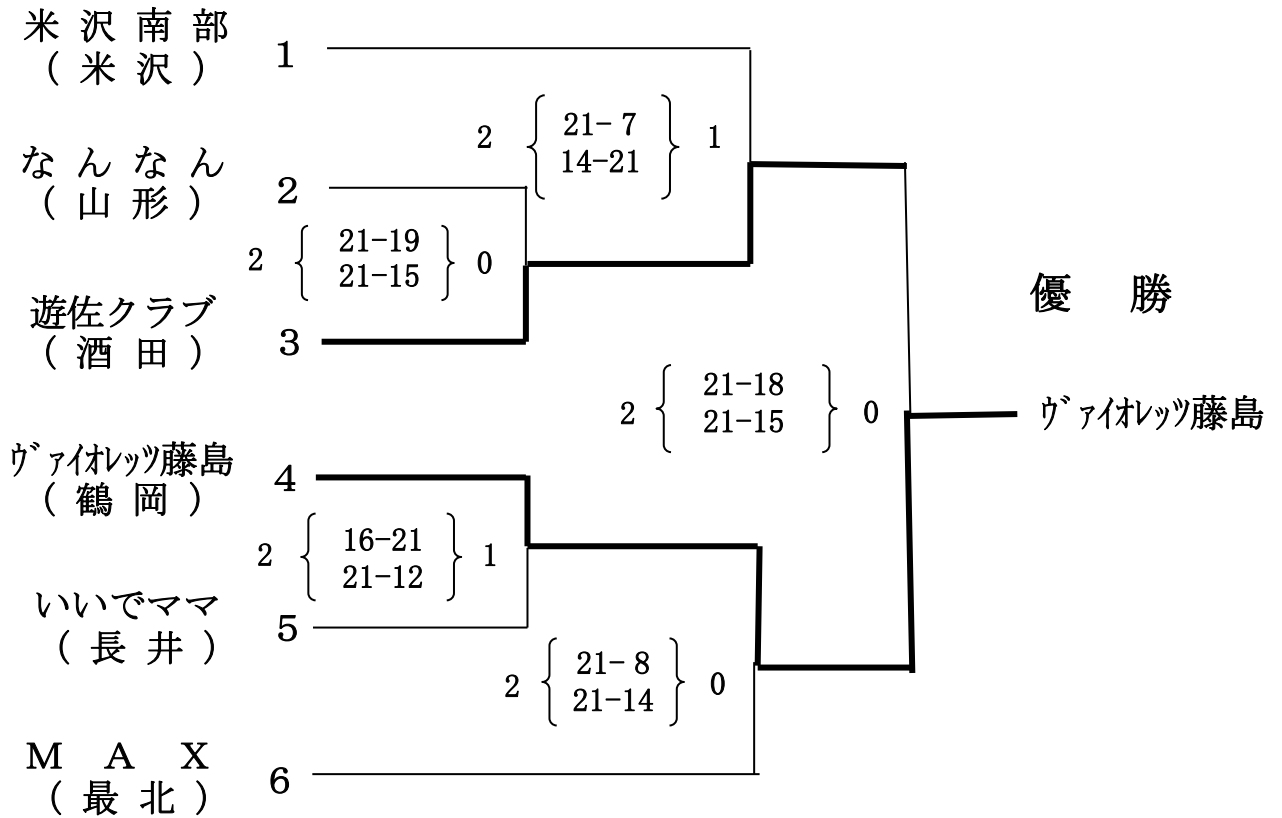 米沢南部 1
(米沢)
2 21- 7 1
14-21
なんなん 2
(山形)
2 21-19 0
21-15
遊佐クラブ 3
(酒田)
優 勝
2 21-18 0
21-15
ヴァイオレッツ藤島
ヴァイオレッツ藤島 4
(鶴岡)
2 16-21 1
21-12
いいでママ 5
(長井)
2 21- 8 0
21-14
M A X 6
(最北)